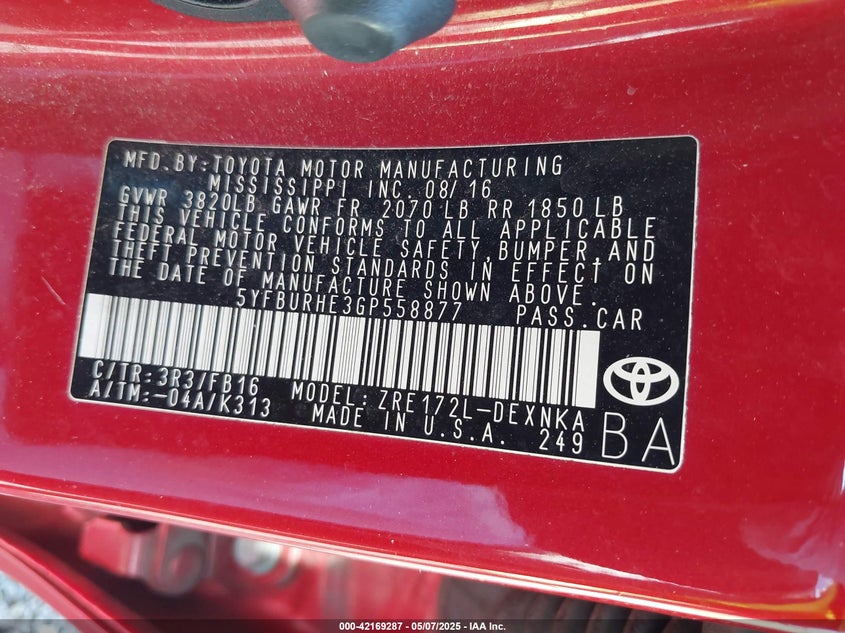 MFD.BY:TOYOTA MOTOR MANUFACTURING
MISSISSIPPI INC. 08/16
GVWR 3820LB GAWR FR 2070 LB RR 1850 LB
THIS VEHICLE CONFORMS TO ALL APPLICABLE
FEDERAL MOTOR VEHICLE SAFETY,BUMPER,AND
THEFT PREVENTION STANDARDS IN EFFECT ON
THE DATE OF MANUFACTURE SHOWN ABOVE.
5YFBURHE3GP558877 PASS.CAR
C/TR:3R3/FB16 MODEL:ZRE172L-DEXNKA
A/TM:-04A/K313 MADE IN U.S.A. 249
BA
000-42169287 - 05/07/2025 - IAA Inc.